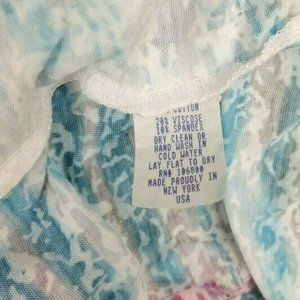 COTTON
20% VISCOSE
10% SPANDEX
DRY CLEAN OR
HAND WASH IN
COLD WATER
LAY FLAT TO DRY
RN# 106800
MADE PROUDLY IN
NEW YORK
USA